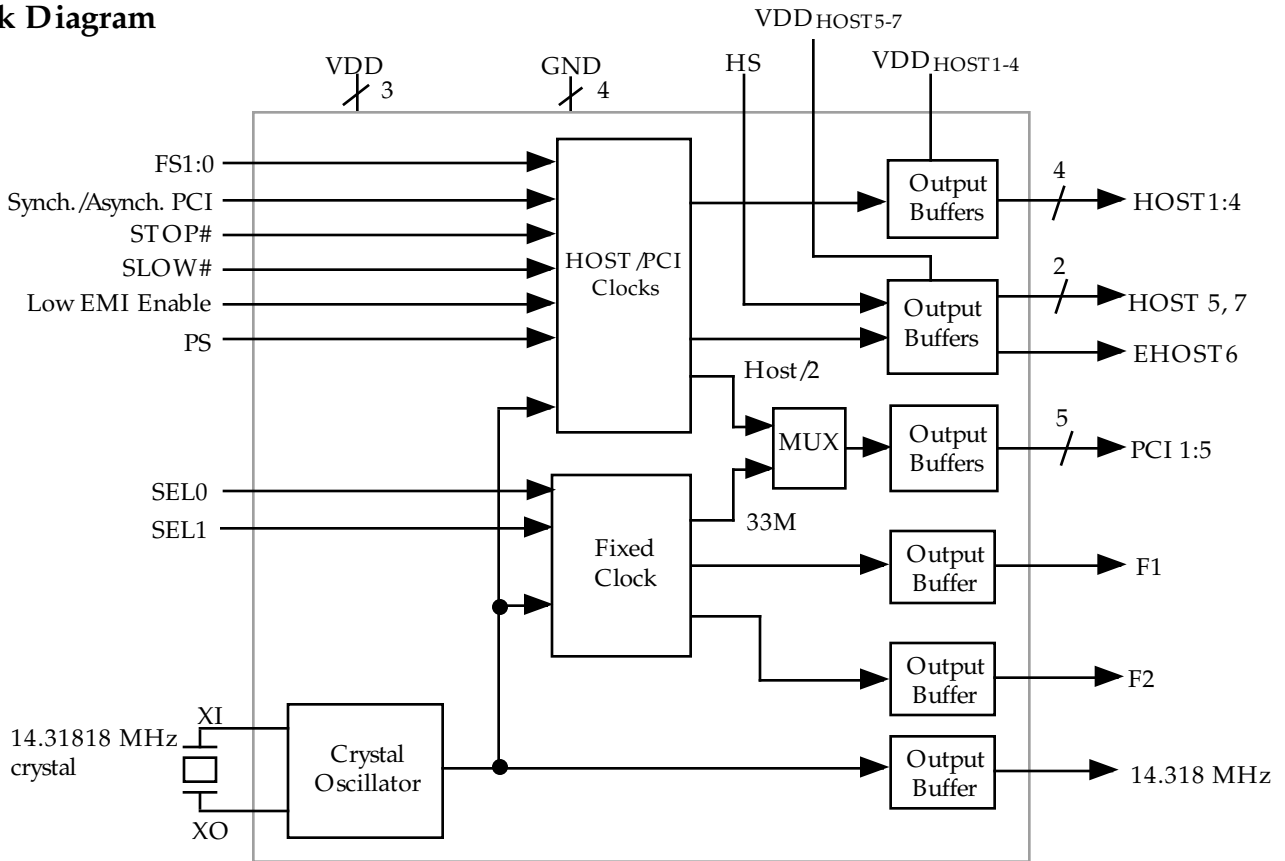 k Diagram
VDD HOST5-7
VDD
GND
HS
VDD HOST1-4
3
4
FS1:0
Synch./Asynch. PCI
STOP#
SLOW#
Low EMI Enable
PS
HOST/PCI
Clocks
Output
Buffers
4
HOST1:4
Output
Buffers
2
HOST 5, 7
EHOST6
Host/2
MUX
Output
Buffers
5
PCI 1:5
SEL0
SEL1
33M
Fixed
Clock
Output
Buffer
F1
Output
Buffer
F2
XI
14.31818 MHz
crystal
XO
Crystal
Oscillator
Output
Buffer
14.318 MHz